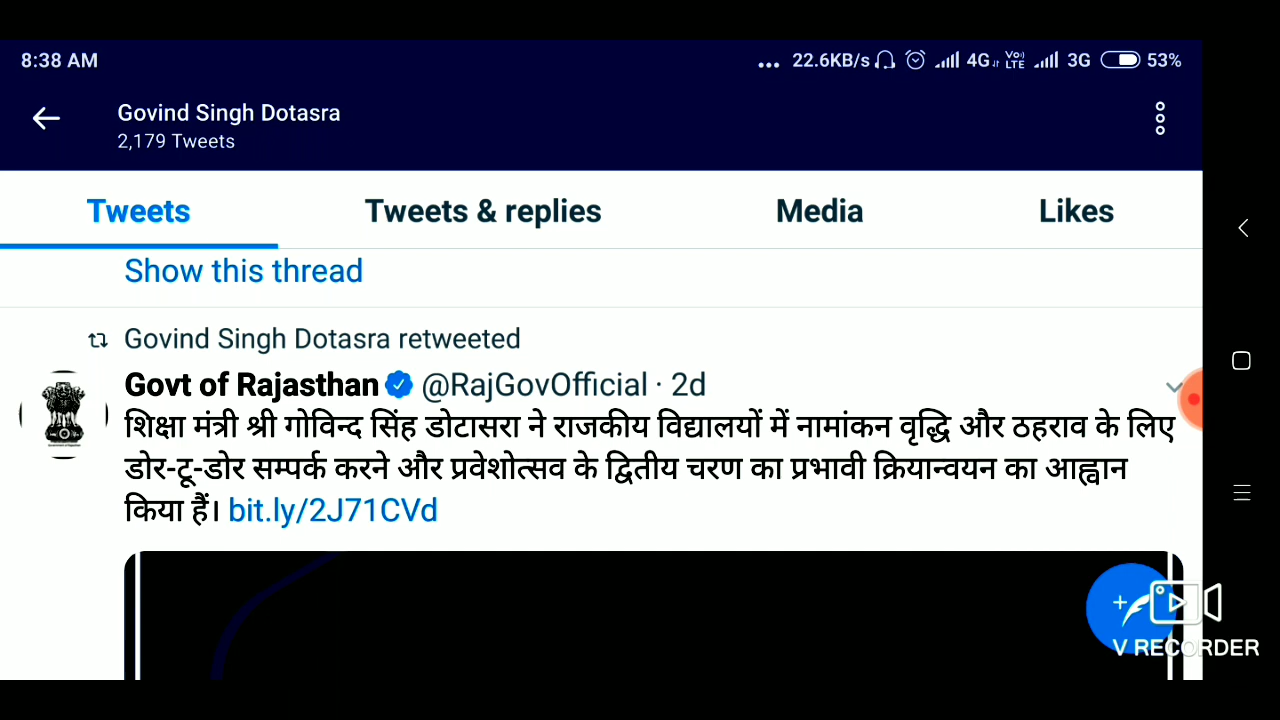 8:38 AM ... 22.6KB/s 4G Vo) LTE 3G 53%
Govind Singh Dotasra
2,179 Tweets
Tweets Tweets & replies Media Likes
Show this thread
Govind Singh Dotasra retweeted
Govt of Rajasthan @RajGovOfficial · 2d
शिक्षा मंत्री श्री गोविन्द सिंह डोटासरा ने राजकीय विद्यालयों में नामांकन वृद्धि और ठहराव के लिए
डोर-टू-डोर सम्पर्क करने और प्रवेशोत्सव के द्वितीय चरण का प्रभावी क्रियान्वयन का आह्वान
किया हैं। bit.ly/2J71CVd
V RECORDER